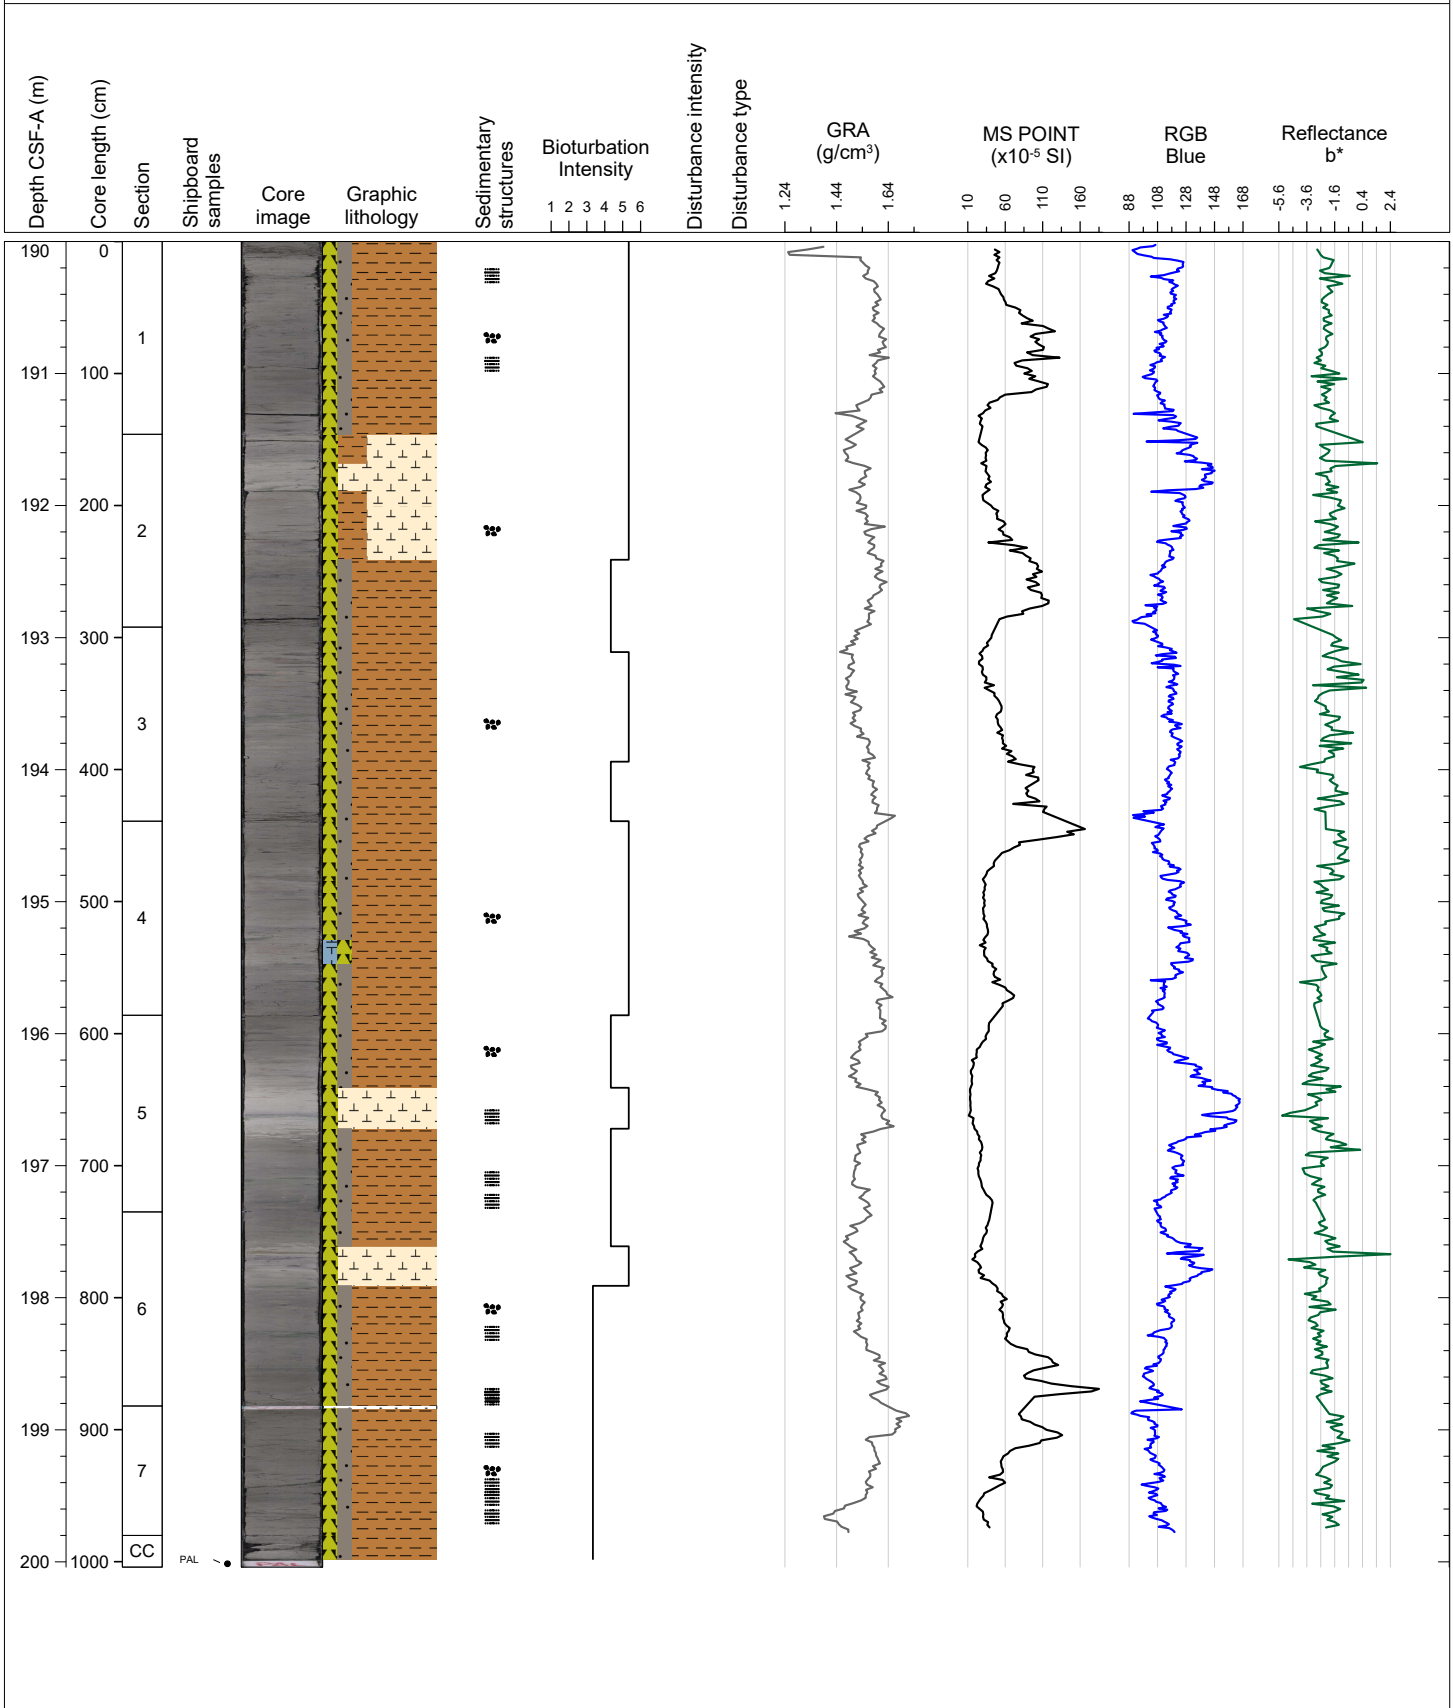 Depth CSF-A (m)
Core length (cm)
Section
Shipboard
samples
Core
image
Graphic
lithology
Sedimentary
structures
Bioturbation
Intensity
1 2 3 4 5 6
Disturbance intensity
Disturbance type
GRA
(g/cm³)
1.24 1.44 1.64
MS POINT
(x10⁻⁵ SI)
10 60 110 160
RGB
Blue
88 108 128 148 168
Reflectance
b*
-5.6 -3.6 -1.6 0.4 2.4
190 0
1
191 100
192 200
2
193 300
3
194 400
195 500
4
196 600
5
197 700
198 800
6
199 900
7
CC
200 1000
PAL
PAL